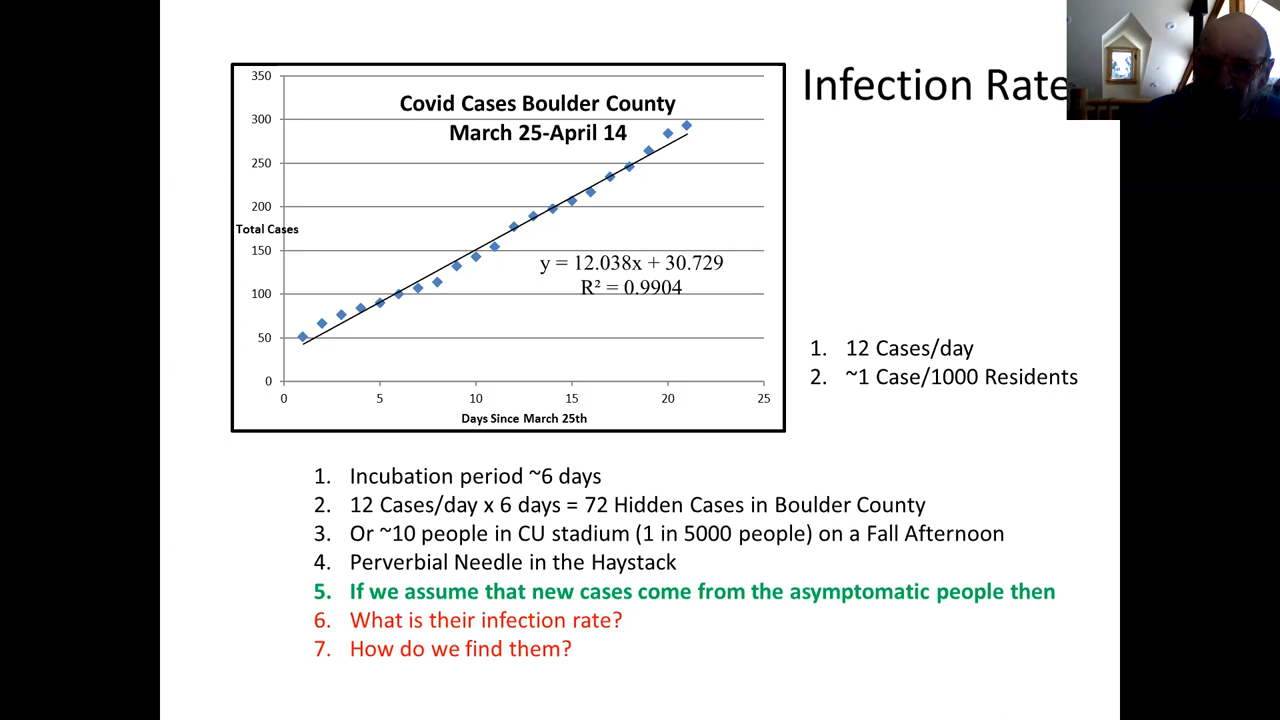 Infection Rate
Covid Cases Boulder County
March 25-April 14
350
300
250
200
Total Cases
150
100
50
0
y = 12.038x + 30.729
R² = 0.9904
0 5 10 15 20 25
Days Since March 25th
1. 12 Cases/day
2. ~1 Case/1000 Residents
1. Incubation period ~6 days
2. 12 Cases/day x 6 days = 72 Hidden Cases in Boulder County
3. Or ~10 people in CU stadium (1 in 5000 people) on a Fall Afternoon
4. Perverbial Needle in the Haystack
5. If we assume that new cases come from the asymptomatic people then
6. What is their infection rate?
7. How do we find them?